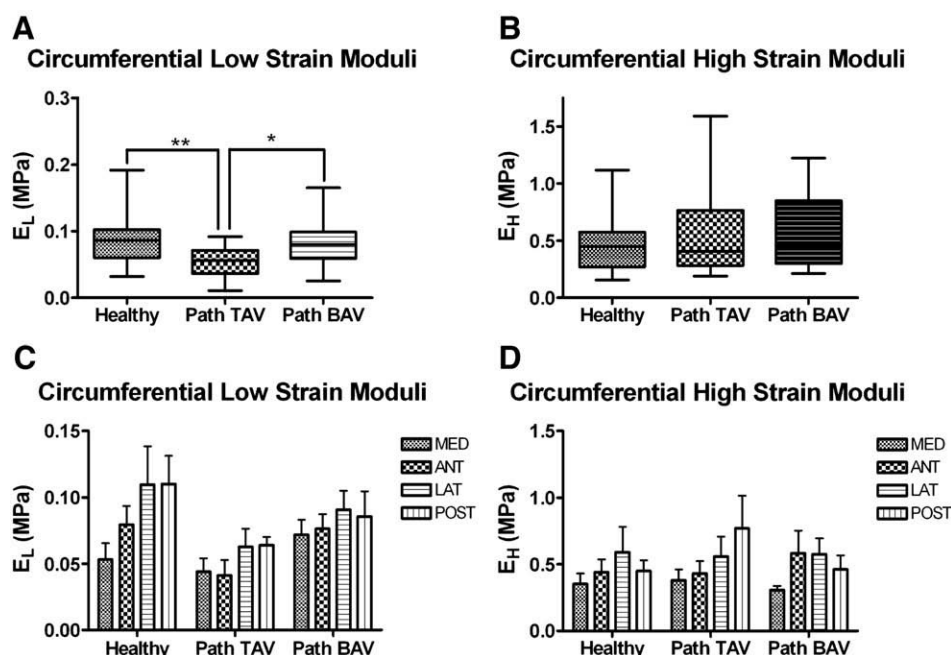 A
Circumferential Low Strain Moduli
0.3
0.2
0.1
0.0
E_L (MPa)
**
*
Healthy Path TAV Path BAV
B
Circumferential High Strain Moduli
1.5
1.0
0.5
0.0
E_H (MPa)
Healthy Path TAV Path BAV
C
Circumferential Low Strain Moduli
0.15
0.10
0.05
0.00
E_L (MPa)
MED
ANT
LAT
POST
Healthy Path TAV Path BAV
D
Circumferential High Strain Moduli
1.5
1.0
0.5
0.0
E_H (MPa)
MED
ANT
LAT
POST
Healthy Path TAV Path BAV